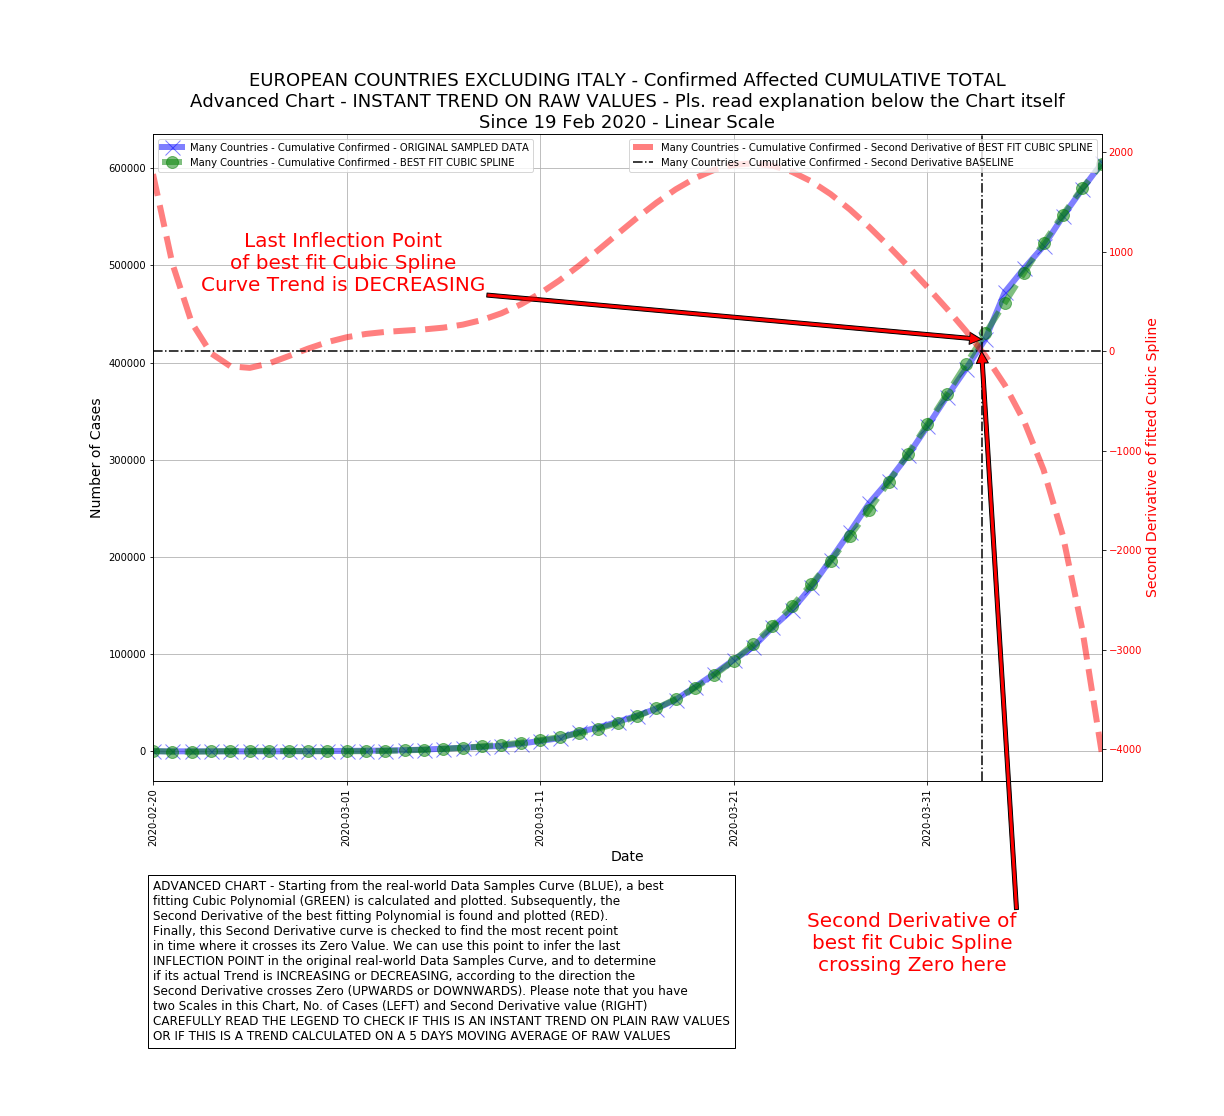 EUROPEAN COUNTRIES EXCLUDING ITALY - Confirmed Affected CUMULATIVE TOTAL
Advanced Chart - INSTANT TREND ON RAW VALUES - Pls. read explanation below the Chart itself
Since 19 Feb 2020 - Linear Scale
Many Countries - Cumulative Confirmed - ORIGINAL SAMPLED DATA
Many Countries - Cumulative Confirmed - BEST FIT CUBIC SPLINE
Many Countries - Cumulative Confirmed - Second Derivative of BEST FIT CUBIC SPLINE
Many Countries - Cumulative Confirmed - Second Derivative BASELINE
Last Inflection Point
of best fit Cubic Spline
Curve Trend is DECREASING
Number of Cases
600000
500000
400000
300000
200000
100000
0
2000
1000
0
−1000
−2000
−3000
−4000
Second Derivative of fitted Cubic Spline
2020-02-20
2020-03-01
2020-03-11
2020-03-21
2020-03-31
Date
ADVANCED CHART - Starting from the real-world Data Samples Curve (BLUE), a best
fitting Cubic Polynomial (GREEN) is calculated and plotted. Subsequently, the
Second Derivative of the best fitting Polynomial is found and plotted (RED).
Finally, this Second Derivative curve is checked to find the most recent point
in time where it crosses its Zero Value. We can use this point to infer the last
INFLECTION POINT in the original real-world Data Samples Curve, and to determine
if its actual Trend is INCREASING or DECREASING, according to the direction the
Second Derivative crosses Zero (UPWARDS or DOWNWARDS). Please note that you have
two Scales in this Chart, No. of Cases (LEFT) and Second Derivative value (RIGHT)
CAREFULLY READ THE LEGEND TO CHECK IF THIS IS AN INSTANT TREND ON PLAIN RAW VALUES
OR IF THIS IS A TREND CALCULATED ON A 5 DAYS MOVING AVERAGE OF RAW VALUES
Second Derivative of
best fit Cubic Spline
crossing Zero here